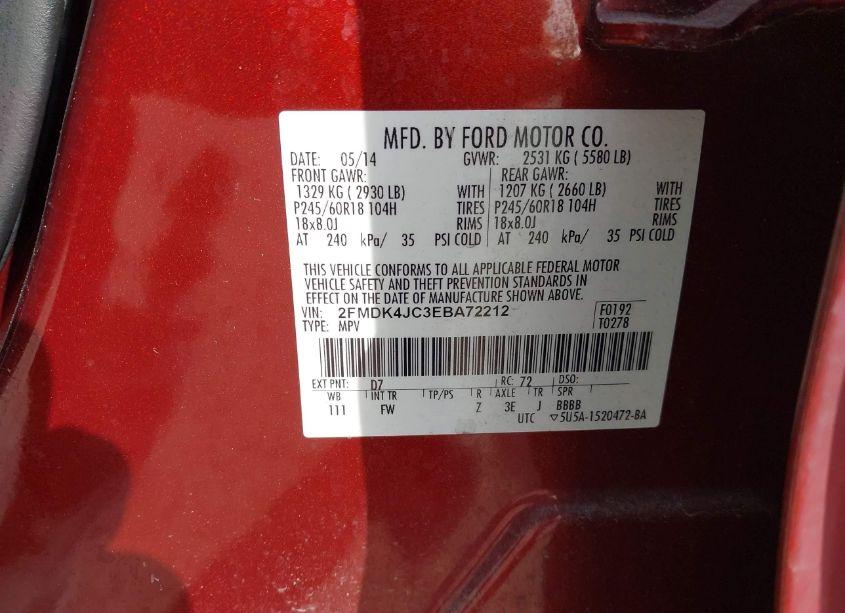 MFD. BY FORD MOTOR CO.
DATE: 05/14 GVWR: 2531 KG ( 5580 LB)
FRONT GAWR: REAR GAWR:
1329 KG ( 2930 LB) WITH 1207 KG ( 2660 LB) WITH
P245/60R18 104H TIRES P245/60R18 104H TIRES
18x8.0J RIMS 18x8.0J RIMS
AT 240 kPa/ 35 PSI COLD AT 240 kPa/ 35 PSI COLD
THIS VEHICLE CONFORMS TO ALL APPLICABLE FEDERAL MOTOR
VEHICLE SAFETY AND THEFT PREVENTION STANDARDS IN
EFFECT ON THE DATE OF MANUFACTURE SHOWN ABOVE.
VIN: 2FMDK4JC3EBA72212 F0192
TYPE: MPV T0278
EXT PNT: D7 RC: 72 DSO:
WB INT TR TP/PS R AXLE TR SPR
111 FW Z 3E J BBBB
UTC ▽5U5A-1520472-BA